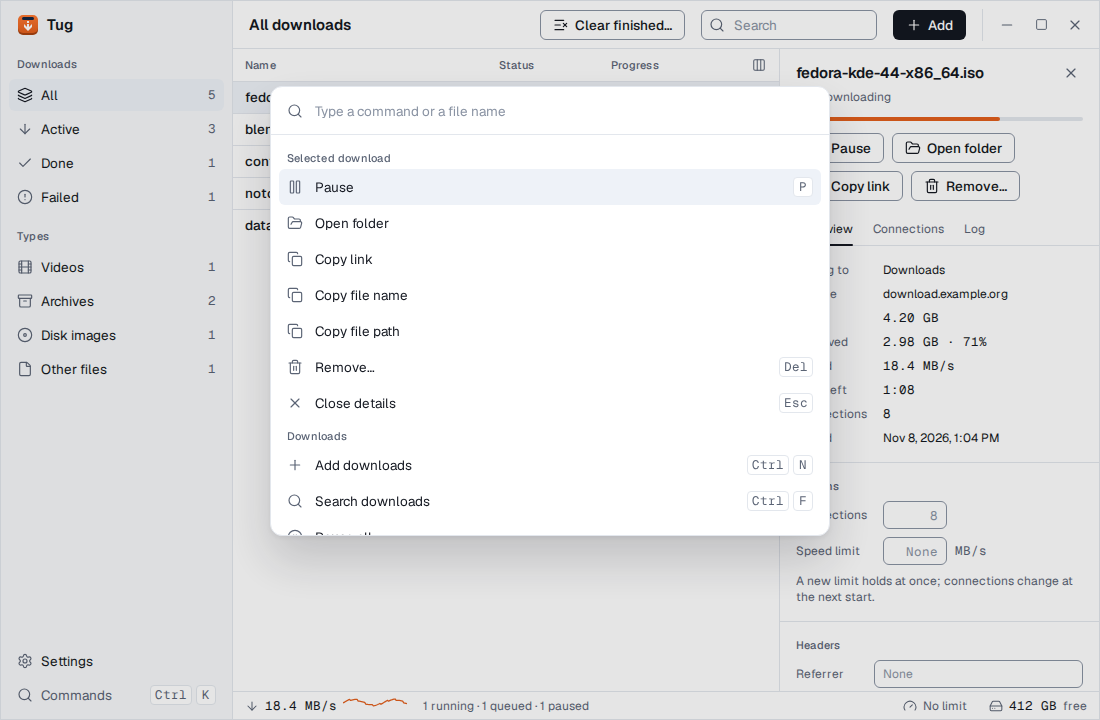 Tug
All downloads
Clear finished…
Search
Add
Downloads
All 5
Active 3
Done 1
Failed 1
Types
Videos 1
Archives 2
Disk images 1
Other files 1
Settings
Commands Ctrl K
Name Status Progress
Type a command or a file name
Selected download
Pause P
Open folder
Copy link
Copy file name
Copy file path
Remove… Del
Close details Esc
Downloads
Add downloads Ctrl N
Search downloads Ctrl F
fedora-kde-44-x86_64.iso
Pause Open folder
Copy link Remove…
Connections Log
to Downloads
download.example.org
4.20 GB
2.98 GB · 71%
18.4 MB/s
1:08
8
Nov 8, 2026, 1:04 PM
8
Speed limit None MB/s
A new limit holds at once; connections change at
the next start.
Headers
Referrer None
18.4 MB/s 1 running · 1 queued · 1 paused No limit 412 GB free